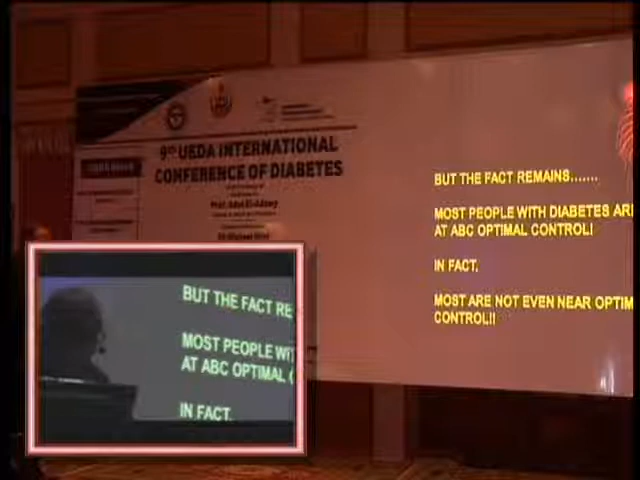 9TH UEDA INTERNATIONAL
CONFERENCE OF DIABETES
BUT THE FACT REMAINS.......
MOST PEOPLE WITH DIABETES AR
AT ABC OPTIMAL CONTROL!
IN FACT,
MOST ARE NOT EVEN NEAR OPTIM
CONTROL!!
BUT THE FACT RE
MOST PEOPLE WI
AT ABC OPTIMAL
IN FACT,